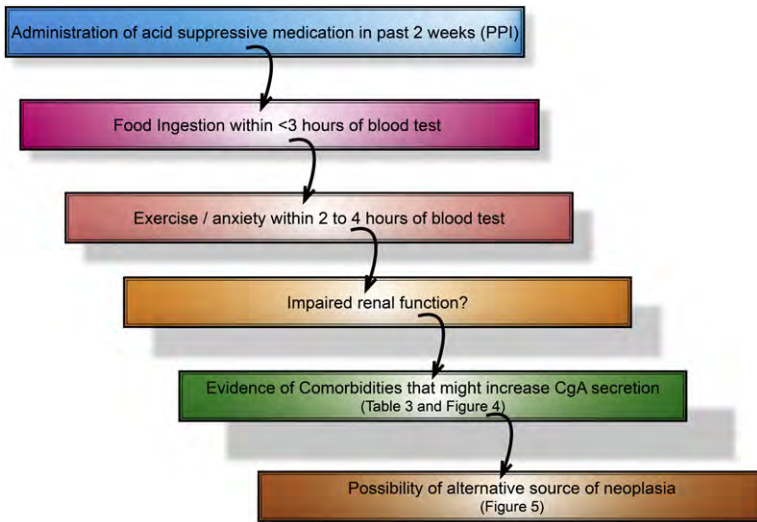 Administration of acid suppressive medication in past 2 weeks (PPI)
Food Ingestion within <3 hours of blood test
Exercise / anxiety within 2 to 4 hours of blood test
Impaired renal function?
Evidence of Comorbidities that might increase CgA secretion
(Table 3 and Figure 4)
Possibility of alternative source of neoplasia
(Figure 5)